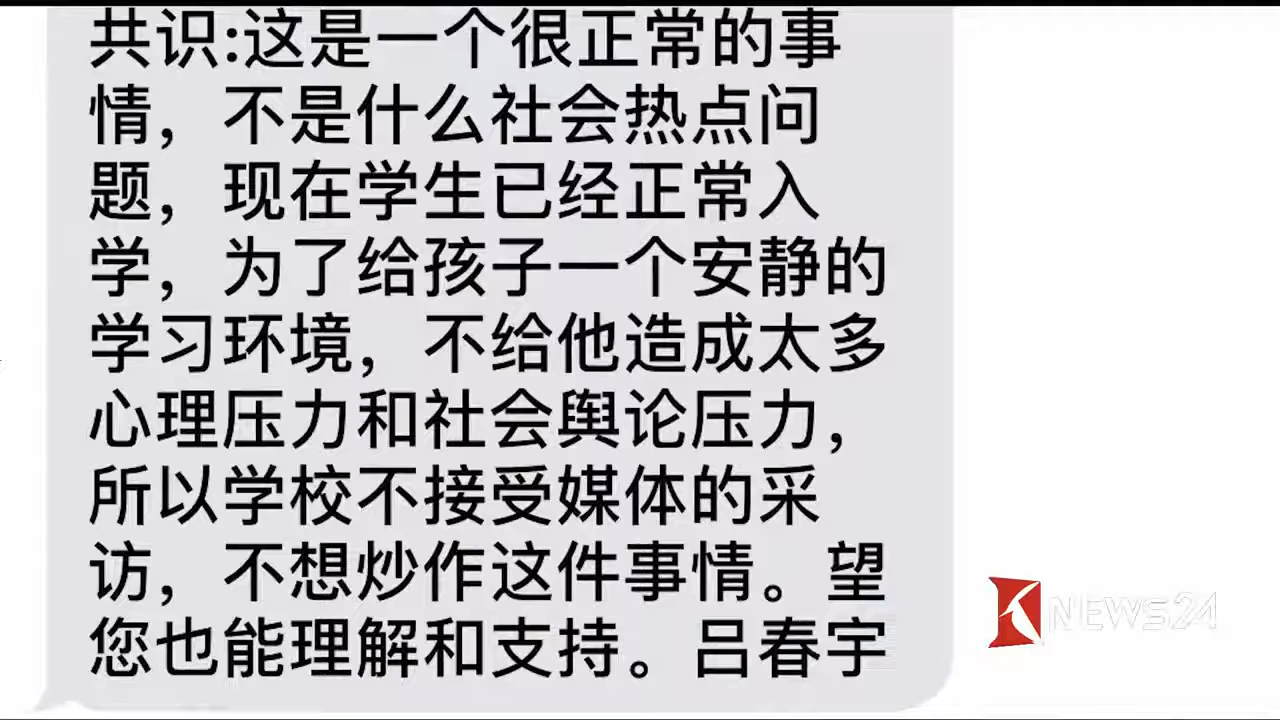 共识:这是一个很正常的事
情，不是什么社会热点问
题，现在学生已经正常入
学，为了给孩子一个安静的
学习环境，不给他造成太多
心理压力和社会舆论压力，
所以学校不接受媒体的采
访，不想炒作这件事情。望
您也能理解和支持。吕春宇
KNEWS24